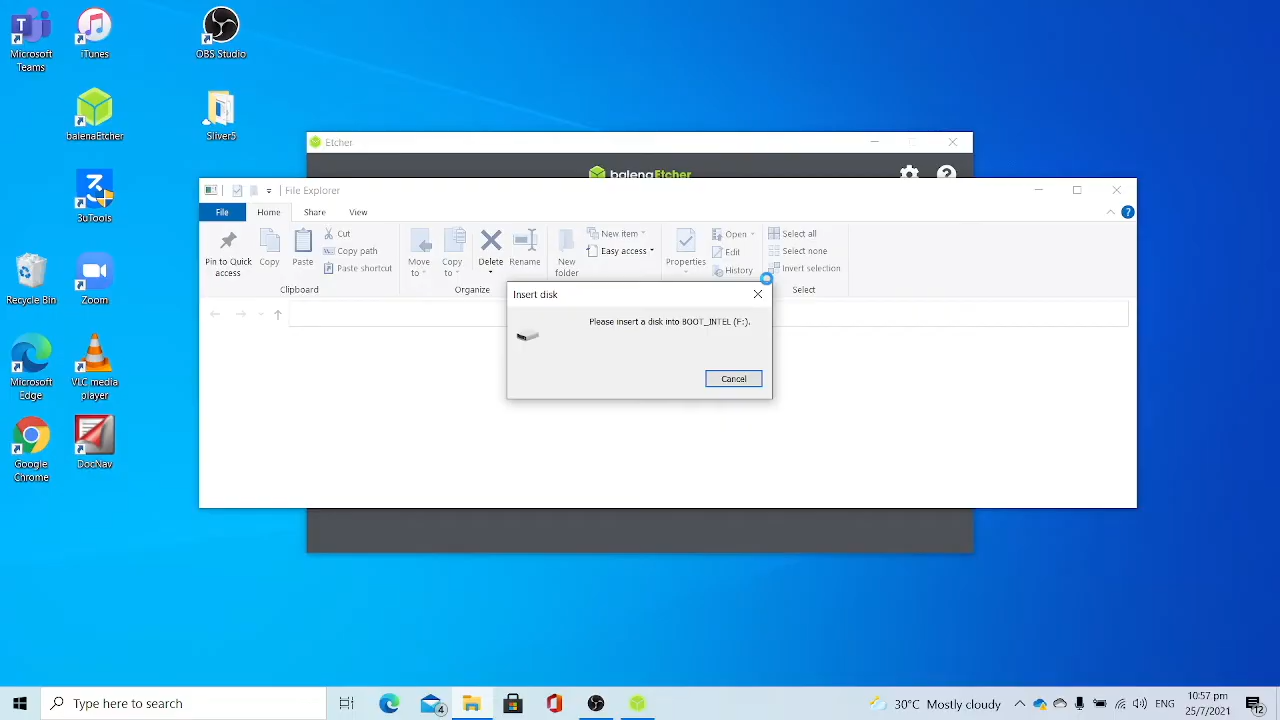 Microsoft
Teams
iTunes
OBS Studio
balenaEtcher
Sliver5
3uTools
Recycle Bin
Zoom
Microsoft
Edge
VLC media
player
Google
Chrome
DocNav
Etcher
balenaEtcher
File Explorer
File
Home
Share
View
Pin to Quick
access
Copy
Paste
Cut
Copy path
Paste shortcut
Clipboard
Move
to
Copy
to
Delete
Rename
Organize
New
folder
New item
Easy access
Properties
Open
Edit
History
Select all
Select none
Invert selection
Select
Insert disk
Please insert a disk into BOOT_INTEL (F:).
Cancel
Type here to search
4
30°C Mostly cloudy
ENG
10:57 pm
25/7/2021
12